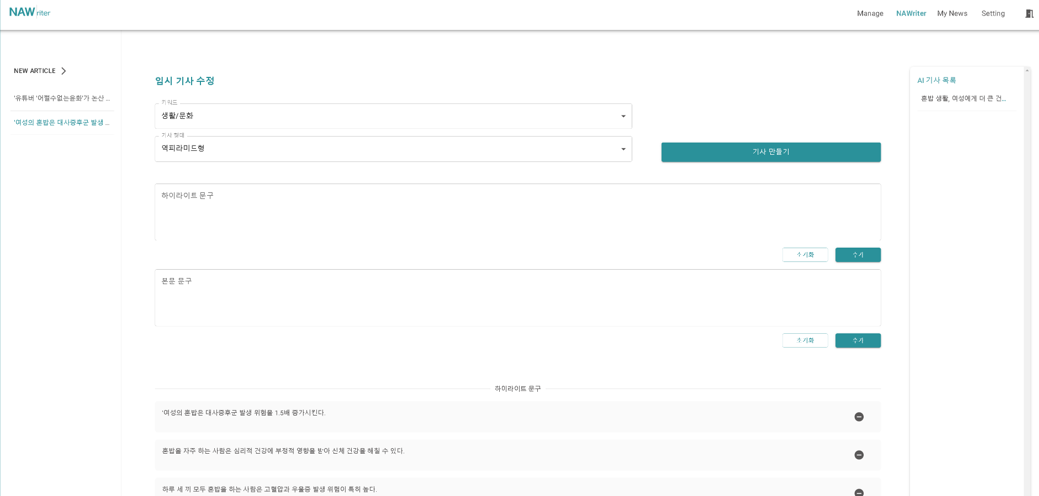 NAWriter
Manage NAWriter My News Setting
NEW ARTICLE
'유튜버 '어쩔수없는윤화'가 논산 ...
'여성의 혼밥은 대사증후군 발생 ...
임시 기사 수정
카테고리
생활/문화
기사 형태
역피라미드형
기사 만들기
하이라이트 문구
초기화 추가
본문 문구
초기화 추가
하이라이트 문구
'여성의 혼밥은 대사증후군 발생 위험을 1.5배 증가시킨다.
혼밥을 자주 하는 사람은 심리적 건강에 부정적 영향을 받아 신체 건강을 해칠 수 있다.
하루 세 끼 모두 혼밥을 하는 사람은 고혈압과 우울증 발생 위험이 특히 높다.
AI 기사 목록
혼밥 생활, 여성에게 더 큰 건...